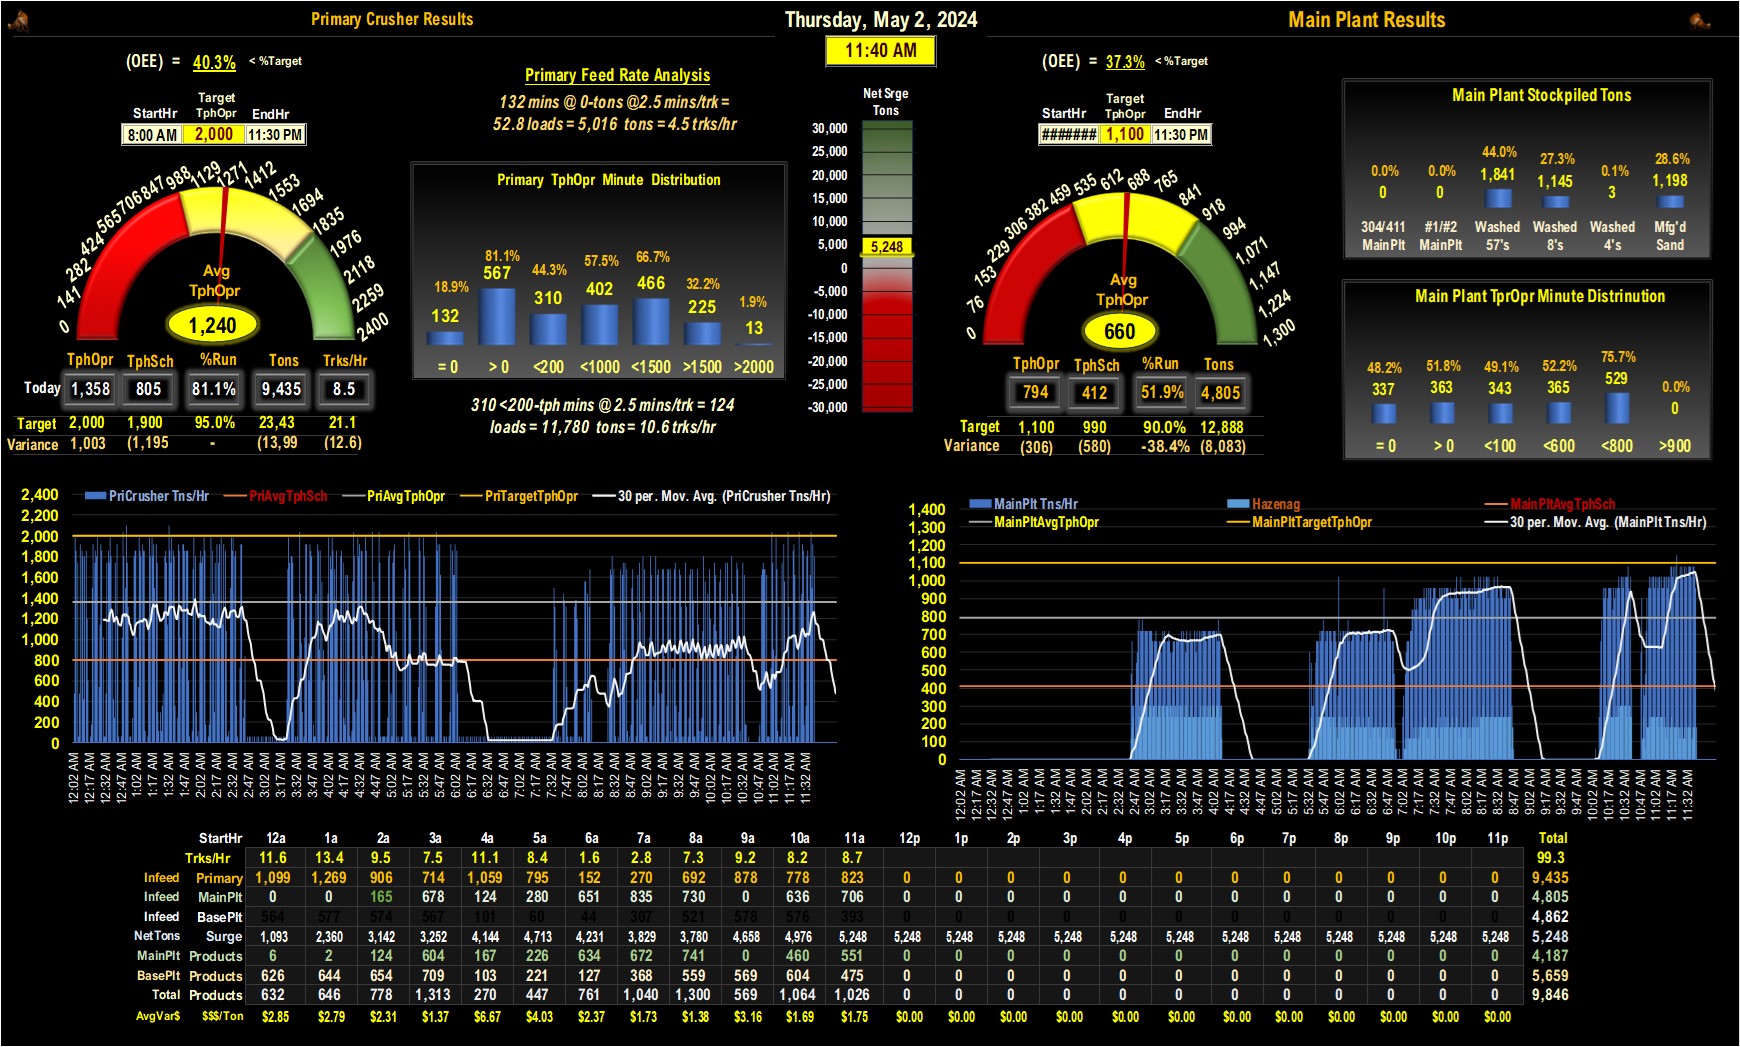 Primary Crusher Results
Thursday, May 2, 2024
Main Plant Results
11:40 AM
(OEE) = 40.3% < %Target
Target
StartHr TphOpr EndHr
8:00 AM 2,000 11:30 PM
0 141 282 424 565 706 847 988 1129 1271 1412 1553 1694 1835 1976 2118 2259 2400
Avg
TphOpr
1,240
TphOpr TphSch %Run Tons Trks/Hr
Today 1,358 805 81.1% 9,435 8.5
Target 2,000 1,900 95.0% 23,43 21.1
Variance 1,003 (1,195 - (13,99 (12.6)
Primary Feed Rate Analysis
132 mins @ 0-tons @2.5 mins/trk =
52.8 loads = 5,016 tons = 4.5 trks/hr
Primary TphOpr Minute Distribution
18.9% 81.1% 44.3% 57.5% 66.7% 32.2% 1.9%
132 567 310 402 466 225 13
= 0 > 0 <200 <1000 <1500 >1500 >2000
310 <200-tph mins @ 2.5 mins/trk = 124
loads = 11,780 tons = 10.6 trks/hr
Net Srge
Tons
30,000
25,000
20,000
15,000
10,000
5,000
5,248
0
-5,000
-10,000
-15,000
-20,000
-25,000
-30,000
(OEE) = 37.3% < %Target
Target
StartHr TphOpr EndHr
####### 1,100 11:30 PM
0 76 153 229 306 382 459 535 612 688 765 841 918 994 1,071 1,147 1,224 1,300
Avg
TphOpr
660
TphOpr TphSch %Run Tons
794 412 51.9% 4,805
Target 1,100 990 90.0% 12,888
Variance (306) (580) -38.4% (8,083)
Main Plant Stockpiled Tons
0.0% 0.0% 44.0% 27.3% 0.1% 28.6%
0 0 1,841 1,145 3 1,198
304/411 #1/#2 Washed Washed Washed Mfg'd
MainPlt MainPlt 57's 8's 4's Sand
Main Plant TprOpr Minute Distrinution
48.2% 51.8% 49.1% 52.2% 75.7% 0.0%
337 363 343 365 529 0
= 0 > 0 <100 <600 <800 >900
PriCrusher Tns/Hr PriAvgTphSch PriAvgTphOpr PriTargetTphOpr 30 per. Mov. Avg. (PriCrusher Tns/Hr)
2,400
2,200
2,000
1,800
1,600
1,400
1,200
1,000
800
600
400
200
0
12:02 AM 12:17 AM 12:32 AM 12:47 AM 1:02 AM 1:17 AM 1:32 AM 1:47 AM 2:02 AM 2:17 AM 2:32 AM 2:47 AM 3:02 AM 3:17 AM 3:32 AM 3:47 AM 4:02 AM 4:17 AM 4:32 AM 4:47 AM 5:02 AM 5:17 AM 5:32 AM 5:47 AM 6:02 AM 6:17 AM 6:32 AM 6:47 AM 7:02 AM 7:17 AM 7:32 AM 7:47 AM 8:02 AM 8:17 AM 8:32 AM 8:47 AM 9:02 AM 9:17 AM 9:32 AM 9:47 AM 10:02 AM 10:17 AM 10:32 AM 10:47 AM 11:02 AM 11:17 AM 11:32 AM
MainPlt Tns/Hr Hazenag MainPltAvgTphSch
MainPltAvgTphOpr MainPltTargetTphOpr 30 per. Mov. Avg. (MainPlt Tns/Hr)
1,400
1,300
1,200
1,100
1,000
900
800
700
600
500
400
300
200
100
0
12:02 AM 12:17 AM 12:32 AM 12:47 AM 1:02 AM 1:17 AM 1:32 AM 1:47 AM 2:02 AM 2:17 AM 2:32 AM 2:47 AM 3:02 AM 3:17 AM 3:32 AM 3:47 AM 4:02 AM 4:17 AM 4:32 AM 4:47 AM 5:02 AM 5:17 AM 5:32 AM 5:47 AM 6:02 AM 6:17 AM 6:32 AM 6:47 AM 7:02 AM 7:17 AM 7:32 AM 7:47 AM 8:02 AM 8:17 AM 8:32 AM 8:47 AM 9:02 AM 9:17 AM 9:32 AM 9:47 AM 10:02 AM 10:17 AM 10:32 AM 10:47 AM 11:02 AM 11:17 AM 11:32 AM
StartHr 12a 1a 2a 3a 4a 5a 6a 7a 8a 9a 10a 11a 12p 1p 2p 3p 4p 5p 6p 7p 8p 9p 10p 11p Total
Trks/Hr 11.6 13.4 9.5 7.5 11.1 8.4 1.6 2.8 7.3 9.2 8.2 8.7 99.3
Infeed Primary 1,099 1,269 906 714 1,059 795 152 270 692 878 778 823 0 0 0 0 0 0 0 0 0 0 0 0 9,435
Infeed MainPlt 0 0 165 678 124 280 651 835 730 0 636 706 0 0 0 0 0 0 0 0 0 0 0 0 4,805
Infeed BasePlt 564 577 574 567 101 60 44 307 521 578 576 393 0 0 0 0 0 0 0 0 0 0 0 0 4,862
NetTons Surge 1,093 2,360 3,142 3,252 4,144 4,713 4,231 3,829 3,780 4,658 4,976 5,248 5,248 5,248 5,248 5,248 5,248 5,248 5,248 5,248 5,248 5,248 5,248 5,248 5,248
MainPlt Products 6 2 124 604 167 226 634 672 741 0 460 551 0 0 0 0 0 0 0 0 0 0 0 0 4,187
BasePlt Products 626 644 654 709 103 221 127 368 559 569 604 475 0 0 0 0 0 0 0 0 0 0 0 0 5,659
Total Products 632 646 778 1,313 270 447 761 1,040 1,300 569 1,064 1,026 0 0 0 0 0 0 0 0 0 0 0 0 9,846
AvgVar$ $$$/Ton $2.85 $2.79 $2.31 $1.37 $6.67 $4.03 $2.37 $1.73 $1.38 $3.16 $1.69 $1.75 $0.00 $0.00 $0.00 $0.00 $0.00 $0.00 $0.00 $0.00 $0.00 $0.00 $0.00 $0.00